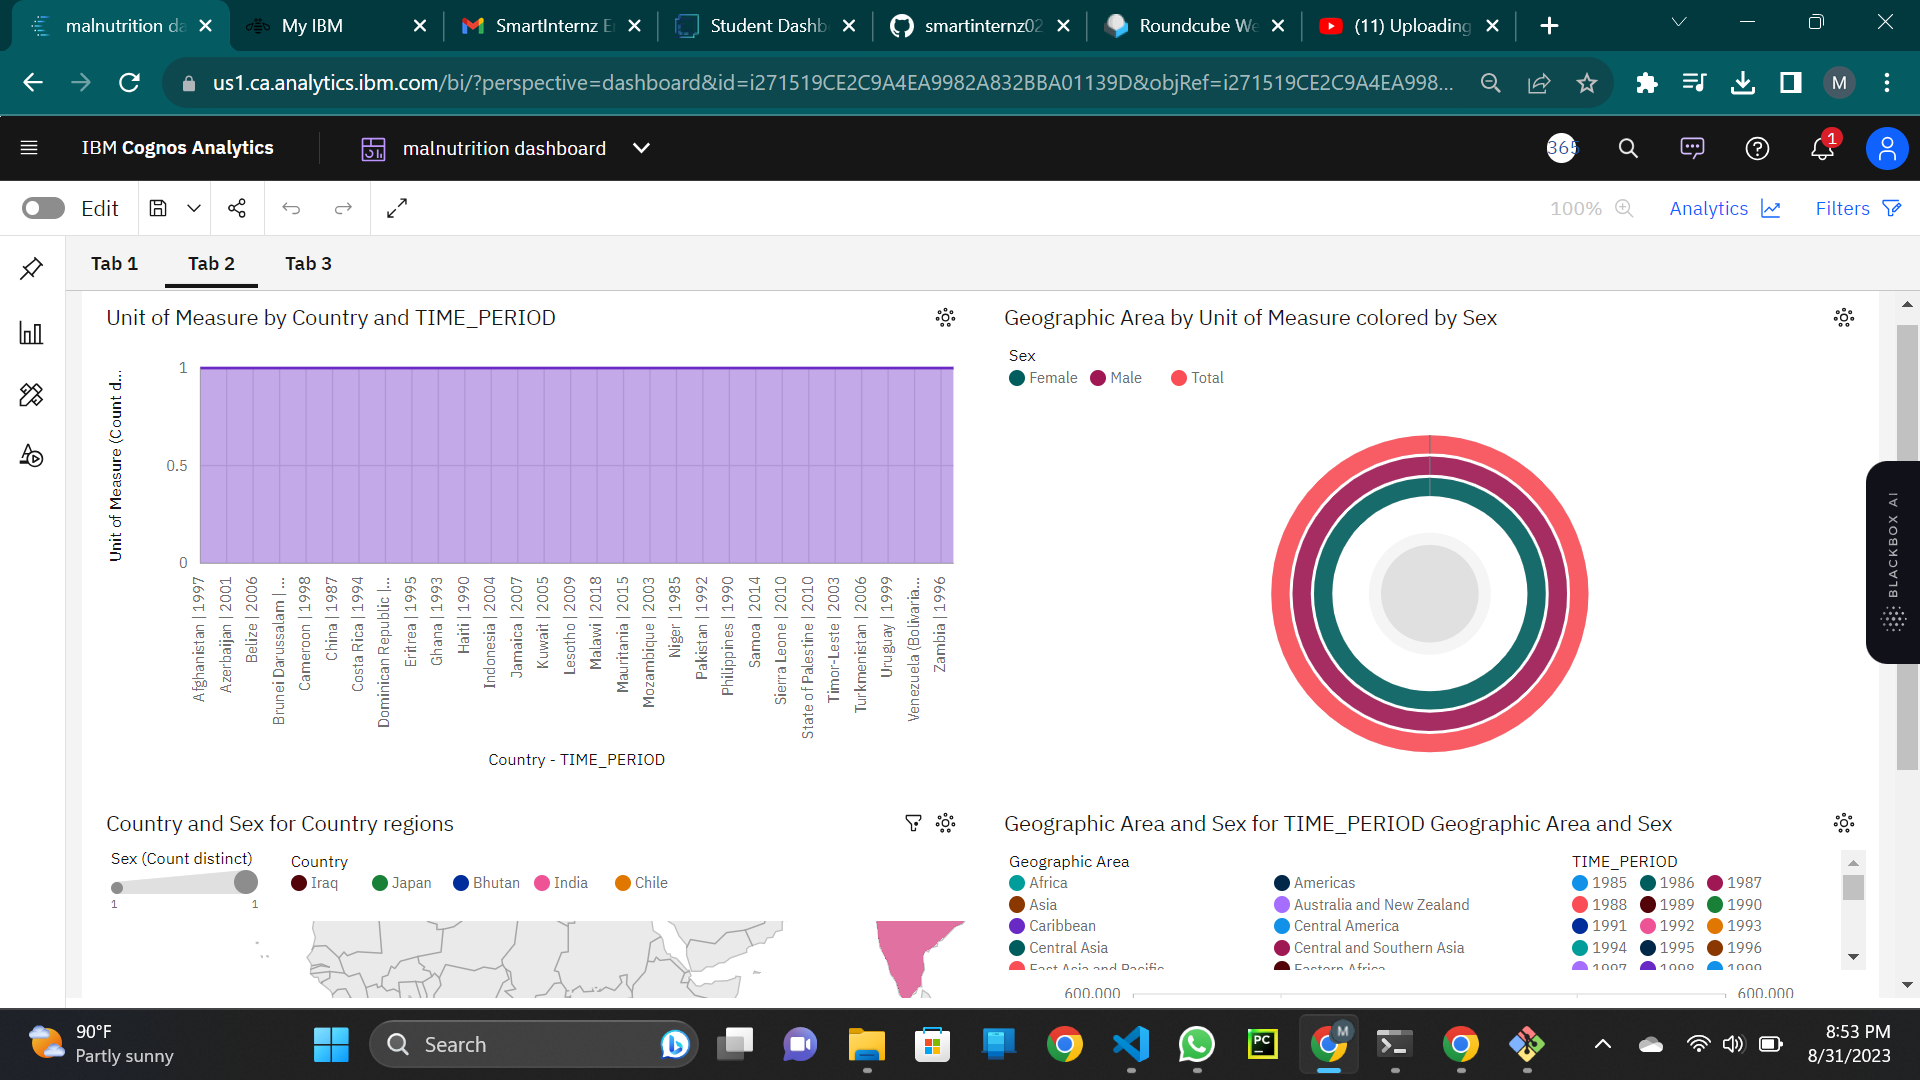 malnutrition da
My IBM
SmartInternz E
Student Dashb
smartinternz02
Roundcube We
(11) Uploading
us1.ca.analytics.ibm.com/bi/?perspective=dashboard&id=i271519CE2C9A4EA9982A832BBA01139D&objRef=i271519CE2C9A4EA998...
M
IBM Cognos Analytics
malnutrition dashboard
365
1
Edit
100%
Analytics
Filters
Tab 1
Tab 2
Tab 3
Unit of Measure by Country and TIME_PERIOD
Unit of Measure (Count d...
1
0.5
0
Afghanistan | 1997
Azerbaijan | 2001
Belize | 2006
Brunei Darussalam | ...
Cameroon | 1998
China | 1987
Costa Rica | 1994
Dominican Republic |...
Eritrea | 1995
Ghana | 1993
Haiti | 1990
Indonesia | 2004
Jamaica | 2007
Kuwait | 2005
Lesotho | 2009
Malawi | 2018
Mauritania | 2015
Mozambique | 2003
Niger | 1985
Pakistan | 1992
Philippines | 1990
Samoa | 2014
Sierra Leone | 2010
State of Palestine | 2010
Timor-Leste | 2003
Turkmenistan | 2006
Uruguay | 1999
Venezuela (Bolivaria...
Zambia | 1996
Country - TIME_PERIOD
Geographic Area by Unit of Measure colored by Sex
Sex
Female
Male
Total
BLACKBOX AI
Country and Sex for Country regions
Sex (Count distinct)
1
1
Country
Iraq
Japan
Bhutan
India
Chile
Geographic Area and Sex for TIME_PERIOD Geographic Area and Sex
Geographic Area
Africa
Americas
Asia
Australia and New Zealand
Caribbean
Central America
Central Asia
Central and Southern Asia
East Asia and Pacific
Eastern Africa
TIME_PERIOD
1985 1986 1987
1988 1989 1990
1991 1992 1993
1994 1995 1996
1997 1998 1999
600,000
600,000
90°F
Partly sunny
Search
PC
M
8:53 PM
8/31/2023